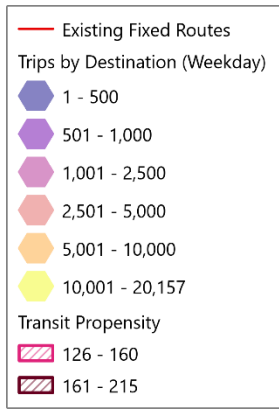 Existing Fixed Routes
Trips by Destination (Weekday)
1 - 500
501 - 1,000
1,001 - 2,500
2,501 - 5,000
5,001 - 10,000
10,001 - 20,157
Transit Propensity
126 - 160
161 - 215